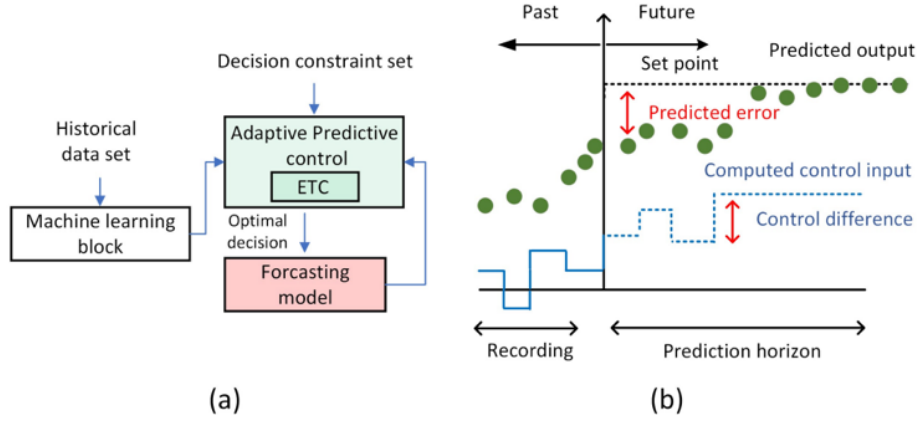 Decision constraint set
Historical
data set
Adaptive Predictive
control
ETC
Machine learning
block
Optimal
decision
Forcasting
model
(a)
Past
Future
Set point
Predicted output
Predicted error
Computed control input
Control difference
Recording
Prediction horizon
(b)